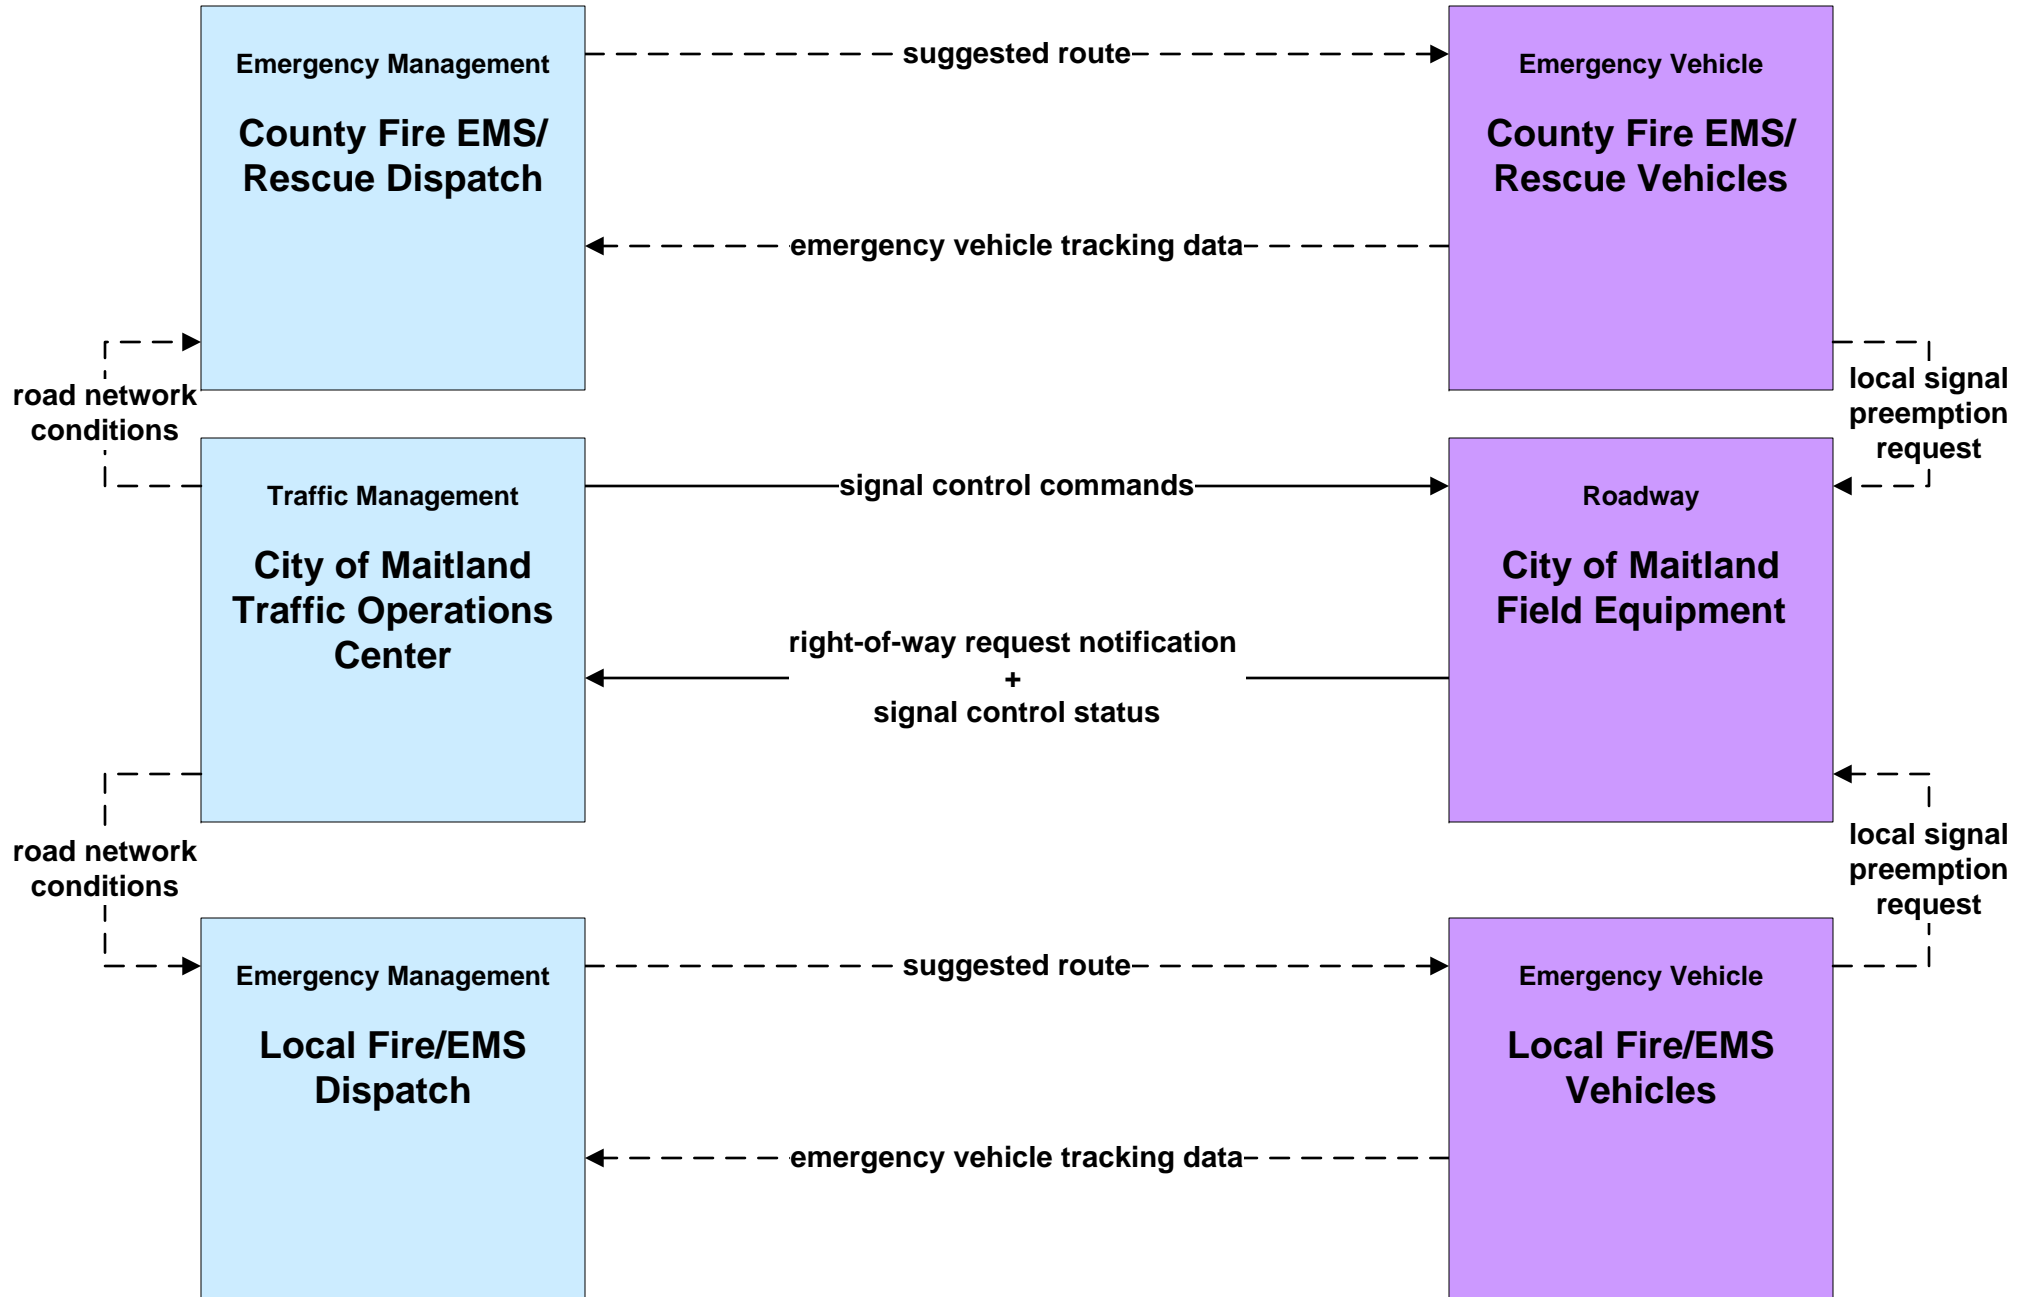 Emergency Management
County Fire EMS/
Rescue Dispatch
suggested route
Emergency Vehicle
County Fire EMS/
Rescue Vehicles
emergency vehicle tracking data
road network
conditions
local signal
preemption
request
Traffic Management
City of Maitland
Traffic Operations
Center
signal control commands
Roadway
City of Maitland
Field Equipment
right-of-way request notification
+
signal control status
road network
conditions
local signal
preemption
request
Emergency Management
Local Fire/EMS
Dispatch
suggested route
Emergency Vehicle
Local Fire/EMS
Vehicles
emergency vehicle tracking data